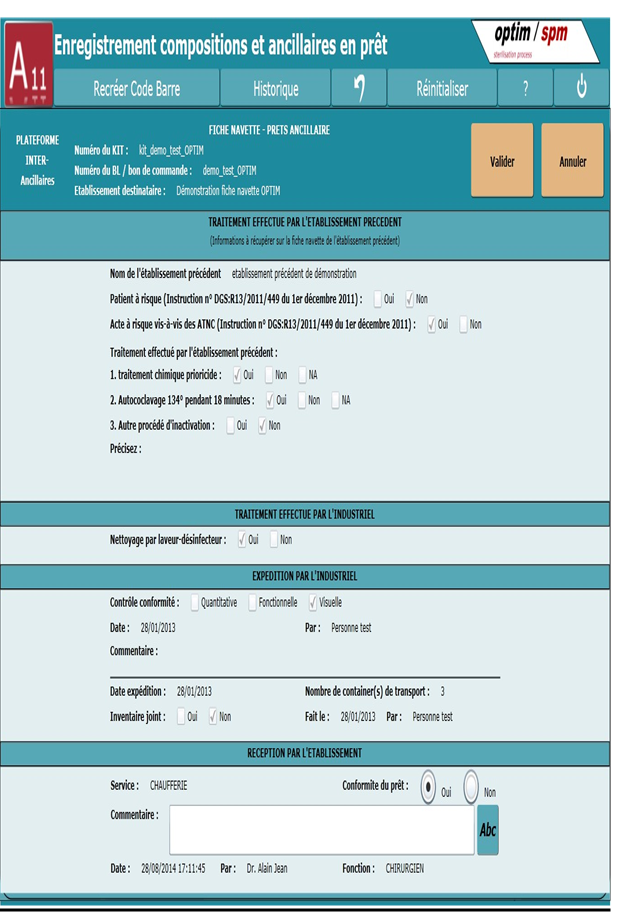 A11
Enregistrement compositions et ancillaires en prêt
optim / spm
sterilisation process
Recréer Code Barre Historique Réinitialiser ?
PLATEFORME
INTER-
Ancillaires
FICHE NAVETTE - PRETS ANCILLAIRE
Numéro du KIT : kit_demo_test_OPTIM
Numéro du BL / bon de commande : demo_test_OPTIM
Etablissement destinataire : Démonstration fiche navette OPTIM
Valider Annuler
TRAITEMENT EFFECTUE PAR L'ETABLISSEMENT PRECEDENT
(Informations à récupérer sur la fiche navette de l'établissement précédent)
Nom de l'établissement précédent etablissement précédent de démonstration
Patient à risque (Instruction nº DGS:R13/2011/449 du 1er décembre 2011) : Oui Non
Acte à risque vis-à-vis des ATNC (Instruction nº DGS:R13/2011/449 du 1er décembre 2011) : Oui Non
Traitement effectué par l'établissement précédent :
1. traitement chimique prioricide : Oui Non NA
2. Autococlavage 134º pendant 18 minutes : Oui Non NA
3. Autre procédé d'inactivation : Oui Non
Précisez :
TRAITEMENT EFFECTUE PAR L'INDUSTRIEL
Nettoyage par laveur-désinfecteur : Oui Non
EXPEDITION PAR L'INDUSTRIEL
Contrôle conformité : Quantitative Fonctionnelle Visuelle
Date : 28/01/2013 Par : Personne test
Commentaire :
Date expédition : 28/01/2013 Nombre de container(s) de transport : 3
Inventaire joint : Oui Non Fait le : 28/01/2013 Par : Personne test
RECEPTION PAR L'ETABLISSEMENT
Service : CHAUFFERIE Conformite du prêt : Oui Non
Commentaire :
Abc
Date : 28/08/2014 17:11:45 Par : Dr. Alain Jean Fonction : CHIRURGIEN